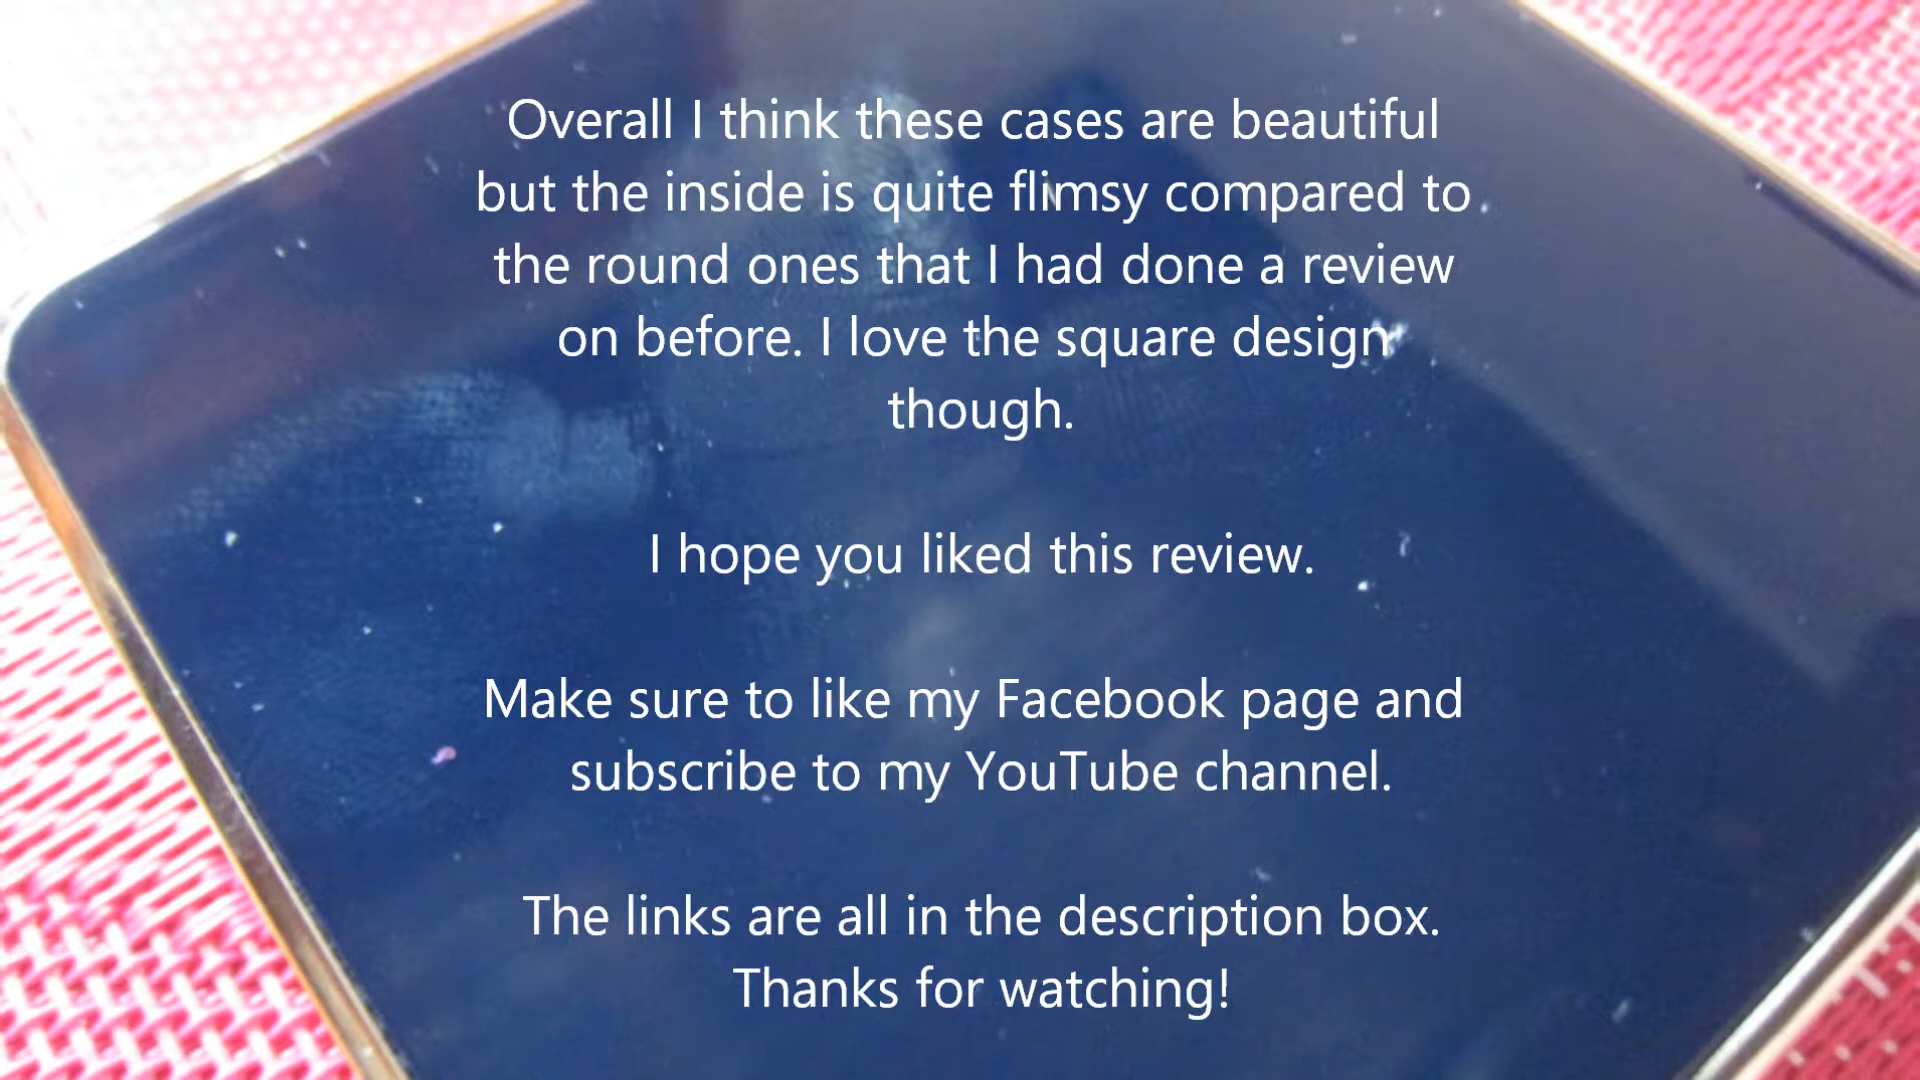 Overall I think these cases are beautiful
but the inside is quite flimsy compared to
the round ones that I had done a review
on before. I love the square design
though.
I hope you liked this review.
Make sure to like my Facebook page and
subscribe to my YouTube channel.
The links are all in the description box.
Thanks for watching!